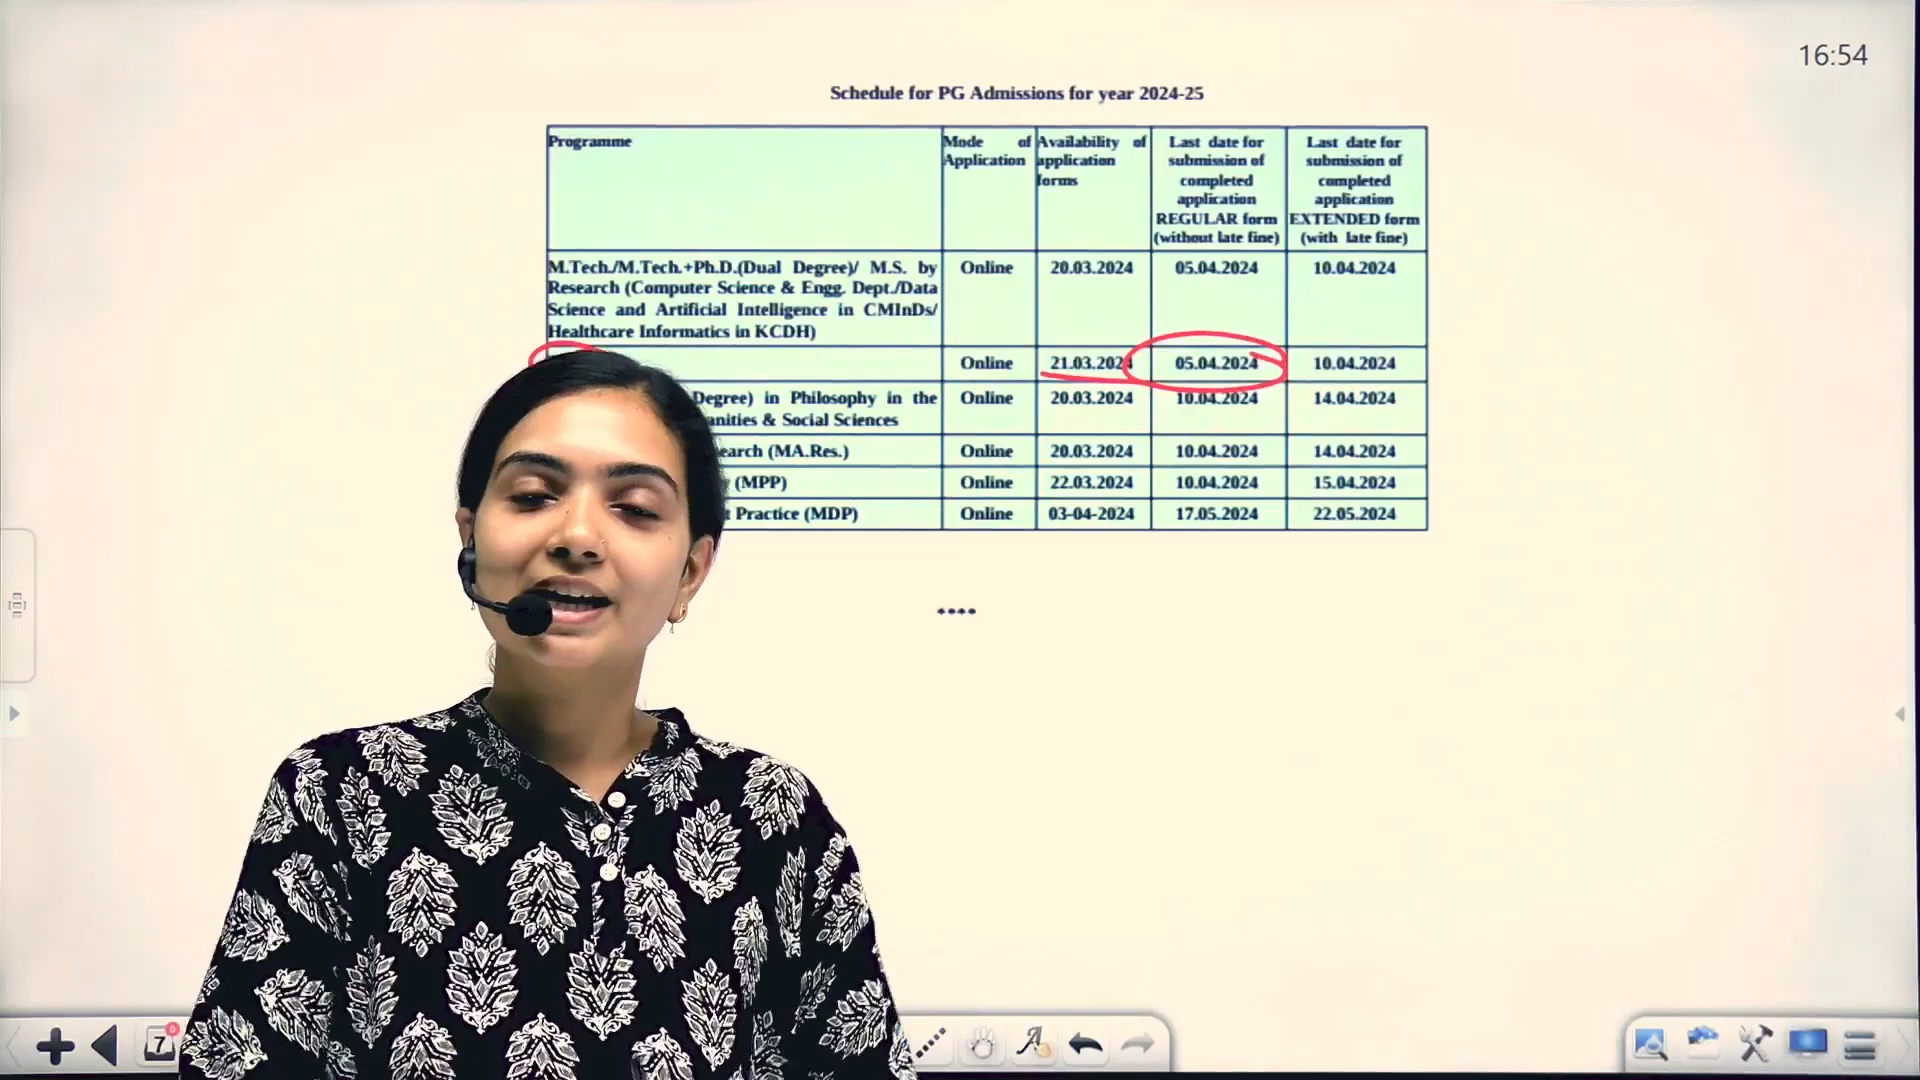 16:54
Schedule for PG Admissions for year 2024-25
Programme
Mode of Application
Availability of application forms
Last date for submission of completed application REGULAR form (without late fine)
Last date for submission of completed application EXTENDED form (with late fine)
M.Tech./M.Tech.+Ph.D.(Dual Degree)/ M.S. by
Research (Computer Science & Engg. Dept./Data
Science and Artificial Intelligence in CMInDs/
Healthcare Informatics in KCDH)
Online 20.03.2024 05.04.2024 10.04.2024
Online 21.03.2024 05.04.2024 10.04.2024
Degree) in Philosophy in the
& Social Sciences
Online 20.03.2024 10.04.2024 14.04.2024
(MA.Res.) Online 20.03.2024 10.04.2024 14.04.2024
(MPP) Online 22.03.2024 10.04.2024 15.04.2024
Practice (MDP) Online 03-04-2024 17.05.2024 22.05.2024
****
7
0